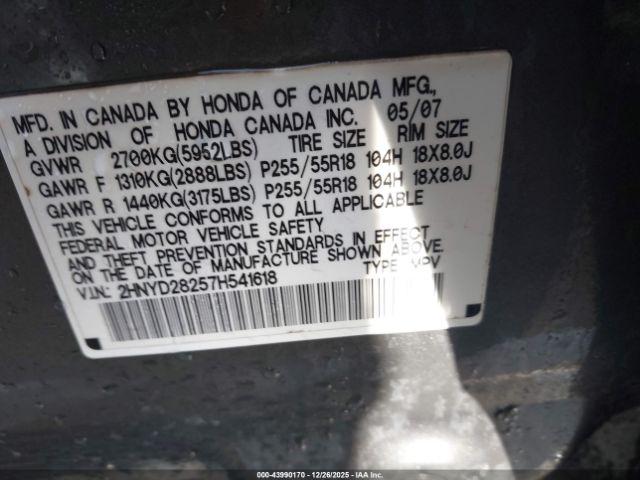 MFD. IN CANADA BY HONDA OF CANADA MFG.,
A DIVISION OF HONDA CANADA INC. 05/07
GVWR 2700KG(5952LBS) TIRE SIZE RIM SIZE
GAWR F 1310KG(2888LBS) P255/55R18 104H 18X8.0J
GAWR R 1440KG(3175LBS) P255/55R18 104H 18X8.0J
THIS VEHICLE CONFORMS TO ALL APPLICABLE
FEDERAL MOTOR VEHICLE SAFETY
AND THEFT PREVENTION STANDARDS IN EFFECT
ON THE DATE OF MANUFACTURE SHOWN ABOVE.
V.I.N: 2HNYD28257H541618 TYPE MPV
000-43990170 - 12/26/2025 - IAA Inc.